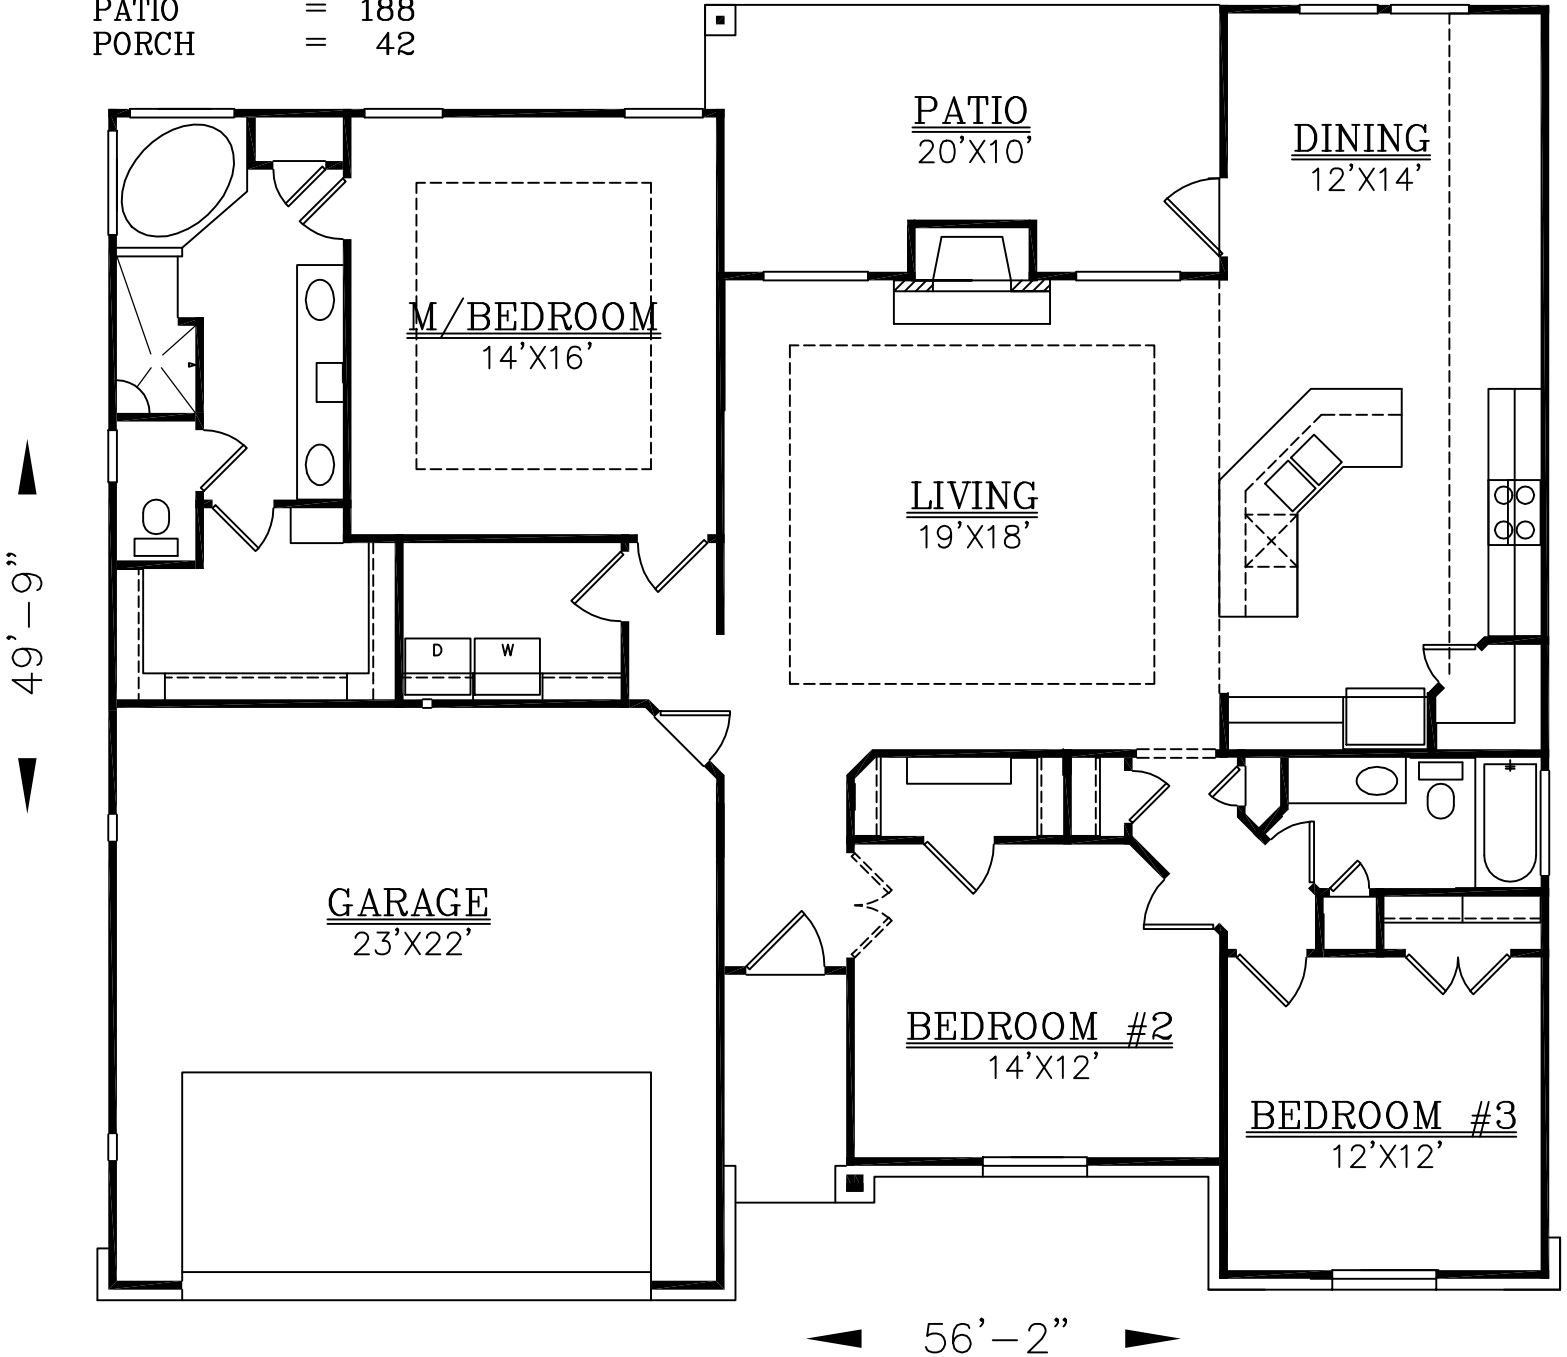 PATIO = 188
PORCH = 42
PATIO
20'X10'
DINING
12'X14'
M/BEDROOM
14'X16'
LIVING
19'X18'
49'-9"
D W
GARAGE
23'X22'
BEDROOM #2
14'X12'
BEDROOM #3
12'X12'
56'-2"